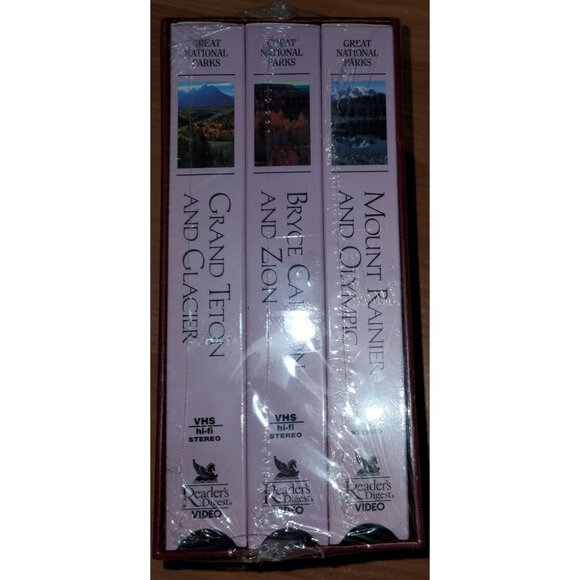 GREAT
NATIONAL
PARKS
GRAND TETON
AND GLACIER
VHS
hi-fi
STEREO
Reader's
Digest®
VIDEO
GREAT
NATIONAL
PARKS
BRYCE CANYON
AND ZION
VHS
hi-fi
STEREO
Reader's
Digest®
VIDEO
GREAT
NATIONAL
PARKS
MOUNT RAINIER
AND OLYMPIC
STEREO
Reader's
Digest®
VIDEO